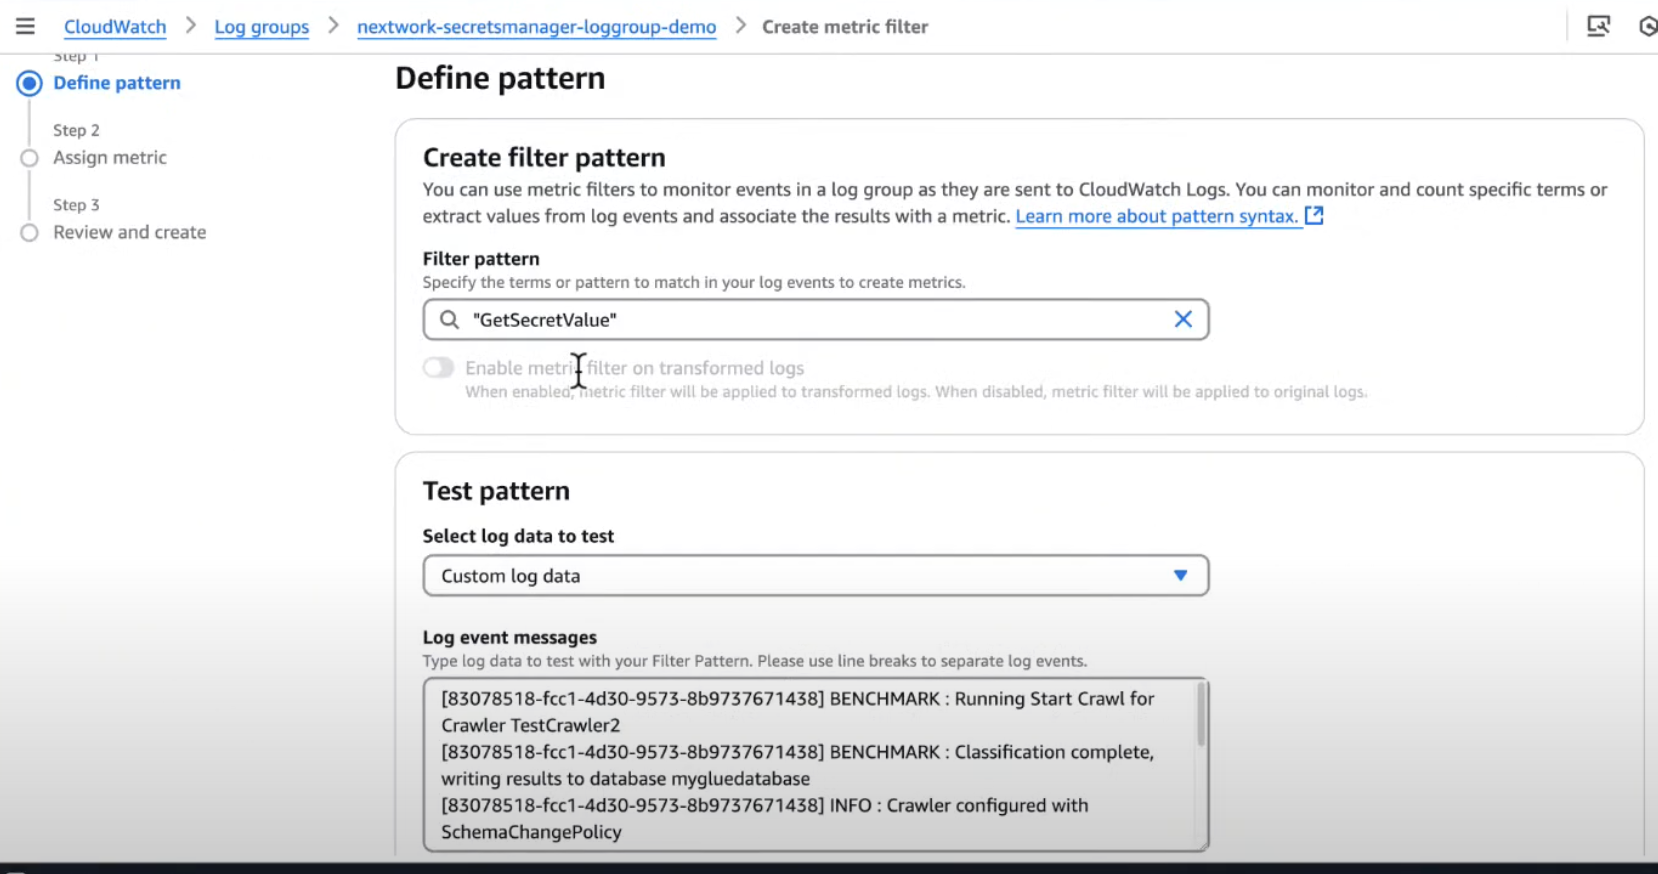 CloudWatch > Log groups > nextwork-secretsmanager-loggroup-demo > Create metric filter
Step 1
Define pattern
Step 2
Assign metric
Step 3
Review and create
Define pattern
Create filter pattern
You can use metric filters to monitor events in a log group as they are sent to CloudWatch Logs. You can monitor and count specific terms or
extract values from log events and associate the results with a metric. Learn more about pattern syntax.
Filter pattern
Specify the terms or pattern to match in your log events to create metrics.
"GetSecretValue"
Enable metric filter on transformed logs
When enabled, metric filter will be applied to transformed logs. When disabled, metric filter will be applied to original logs.
Test pattern
Select log data to test
Custom log data
Log event messages
Type log data to test with your Filter Pattern. Please use line breaks to separate log events.
[83078518-fcc1-4d30-9573-8b9737671438] BENCHMARK : Running Start Crawl for
Crawler TestCrawler2
[83078518-fcc1-4d30-9573-8b9737671438] BENCHMARK : Classification complete,
writing results to database mygluedatabase
[83078518-fcc1-4d30-9573-8b9737671438] INFO : Crawler configured with
SchemaChangePolicy